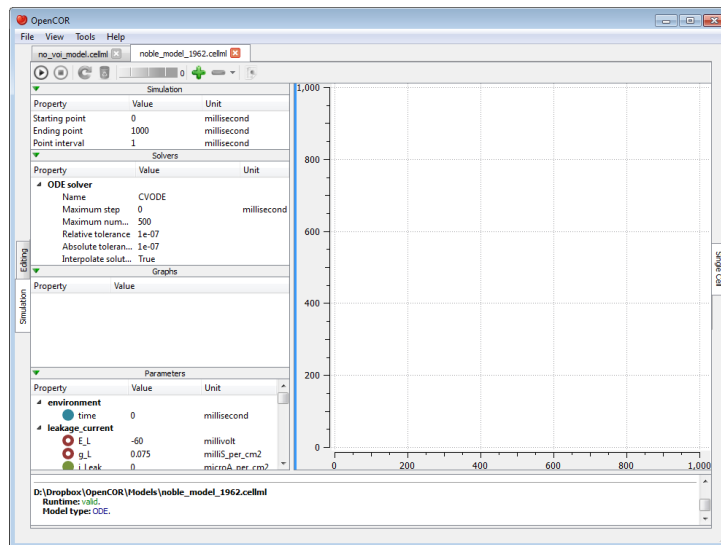 OpenCOR
File View Tools Help
no_voi_model.cellml noble_model_1962.cellml
0
Simulation
Property Value Unit
Starting point 0 millisecond
Ending point 1000 millisecond
Point interval 1 millisecond
Solvers
Property Value Unit
ODE solver
Name CVODE
Maximum step 0 millisecond
Maximum num... 500
Relative tolerance 1e-07
Absolute toleran... 1e-07
Interpolate solut... True
Graphs
Property Value
Parameters
Property Value Unit
environment
time 0 millisecond
leakage_current
E_L -60 millivolt
g_L 0.075 milliS_per_cm2
i_Leak 0 microA_per_cm2
Editing
Simulation
1,000
800
600
400
200
0
0 200 400 600 800 1,000
Single Cell
D:\Dropbox\OpenCOR\Models\noble_model_1962.cellml
Runtime: valid.
Model type: ODE.